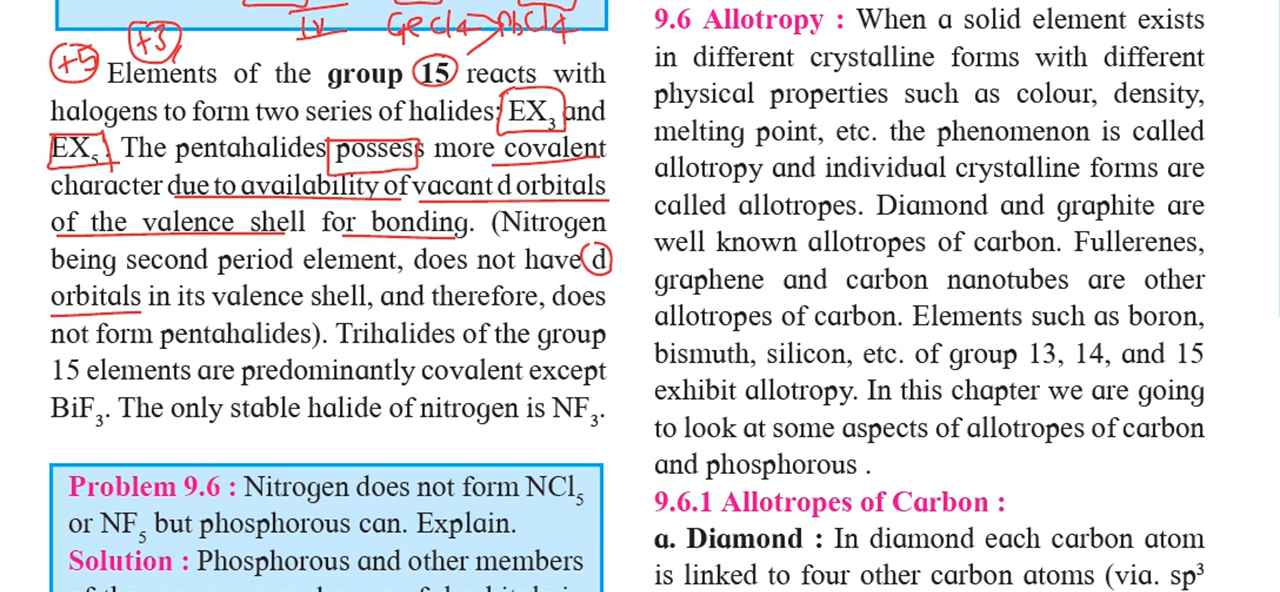 +5
+3
IV
GeCl4 → PbCl4
Elements of the group 15 reacts with
halogens to form two series of halides: EX₃ and
EX₅. The pentahalides possess more covalent
character due to availability of vacant d orbitals
of the valence shell for bonding. (Nitrogen
being second period element, does not have d
orbitals in its valence shell, and therefore, does
not form pentahalides). Trihalides of the group
15 elements are predominantly covalent except
BiF₃. The only stable halide of nitrogen is NF₃.
Problem 9.6 : Nitrogen does not form NCl₅
or NF₅ but phosphorous can. Explain.
Solution : Phosphorous and other members
9.6 Allotropy : When a solid element exists
in different crystalline forms with different
physical properties such as colour, density,
melting point, etc. the phenomenon is called
allotropy and individual crystalline forms are
called allotropes. Diamond and graphite are
well known allotropes of carbon. Fullerenes,
graphene and carbon nanotubes are other
allotropes of carbon. Elements such as boron,
bismuth, silicon, etc. of group 13, 14, and 15
exhibit allotropy. In this chapter we are going
to look at some aspects of allotropes of carbon
and phosphorous .
9.6.1 Allotropes of Carbon :
a. Diamond : In diamond each carbon atom
is linked to four other carbon atoms (via. sp³